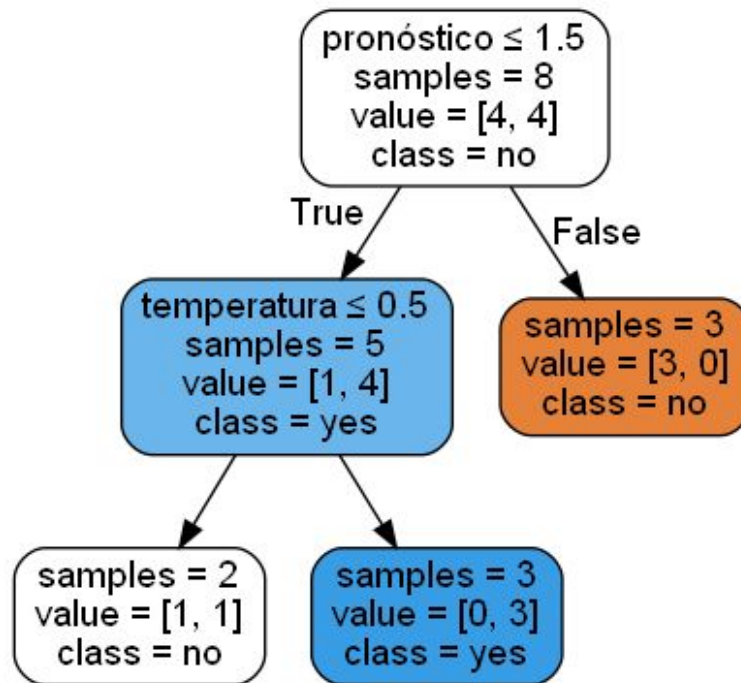 pronóstico ≤ 1.5
samples = 8
value = [4, 4]
class = no
True
False
temperatura ≤ 0.5
samples = 5
value = [1, 4]
class = yes
samples = 3
value = [3, 0]
class = no
samples = 2
value = [1, 1]
class = no
samples = 3
value = [0, 3]
class = yes